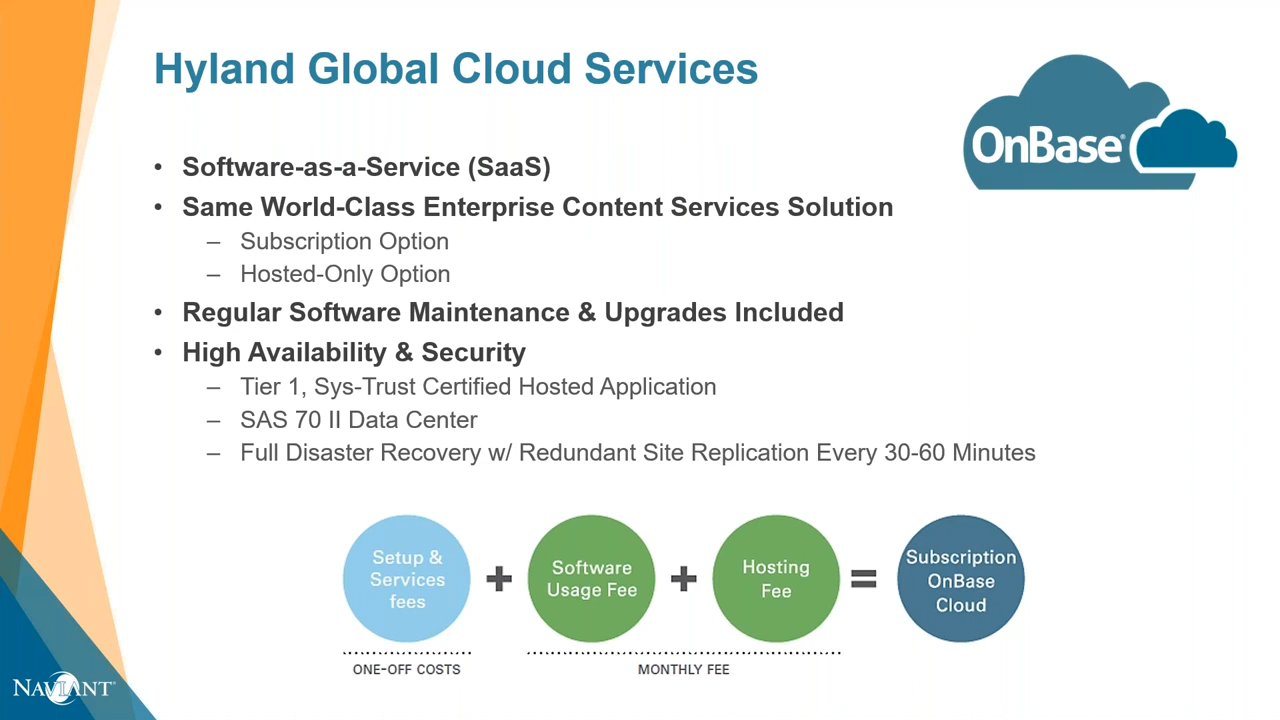 Hyland Global Cloud Services
OnBase®
• Software-as-a-Service (SaaS)
• Same World-Class Enterprise Content Services Solution
– Subscription Option
– Hosted-Only Option
• Regular Software Maintenance & Upgrades Included
• High Availability & Security
– Tier 1, Sys-Trust Certified Hosted Application
– SAS 70 II Data Center
– Full Disaster Recovery w/ Redundant Site Replication Every 30-60 Minutes
Setup &
Services
fees
+
Software
Usage Fee
+
Hosting
Fee
=
Subscription
OnBase
Cloud
ONE-OFF COSTS
MONTHLY FEE
NAVIANT®